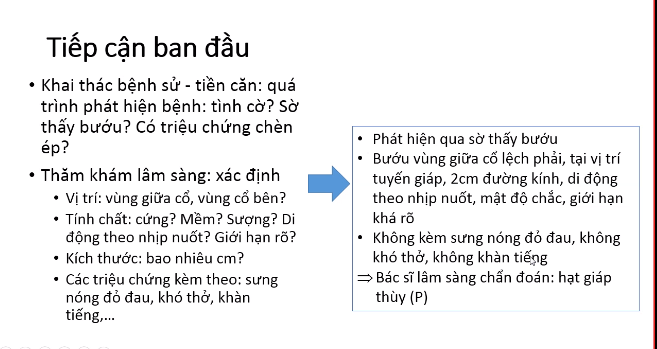 Tiếp cận ban đầu
• Khai thác bệnh sử - tiền căn: quá
trình phát hiện bệnh: tình cờ? Sờ
thấy bướu? Có triệu chứng chèn
ép?
• Thăm khám lâm sàng: xác định
• Vị trí: vùng giữa cổ, vùng cổ bên?
• Tính chất: cứng? Mềm? Sượng? Di
động theo nhịp nuốt? Giới hạn rõ?
• Kích thước: bao nhiêu cm?
• Các triệu chứng kèm theo: sưng
nóng đỏ đau, khó thở, khàn
tiếng,...
• Phát hiện qua sờ thấy bướu
• Bướu vùng giữa cổ lệch phải, tại vị trí
tuyến giáp, 2cm đường kính, di động
theo nhịp nuốt, mật độ chắc, giới hạn
khá rõ
• Không kèm sưng nóng đỏ đau, không
khó thở, không khàn tiếng
⇒ Bác sĩ lâm sàng chẩn đoán: hạt giáp
thùy (P)